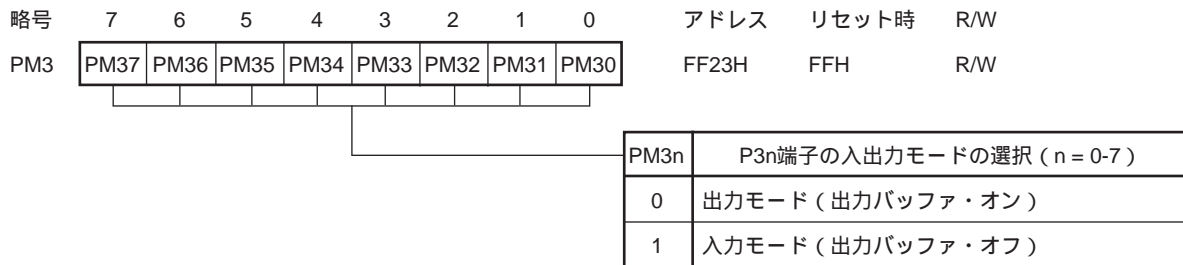 略号 7 6 5 4 3 2 1 0 アドレス リセット時 R/W
PM3 PM37 PM36 PM35 PM34 PM33 PM32 PM31 PM30 FF23H FFH R/W
PM3n P3n端子の入出力モードの選択(n = 0-7)
0 出力モード(出力バッファ・オン)
1 入力モード(出力バッファ・オフ)